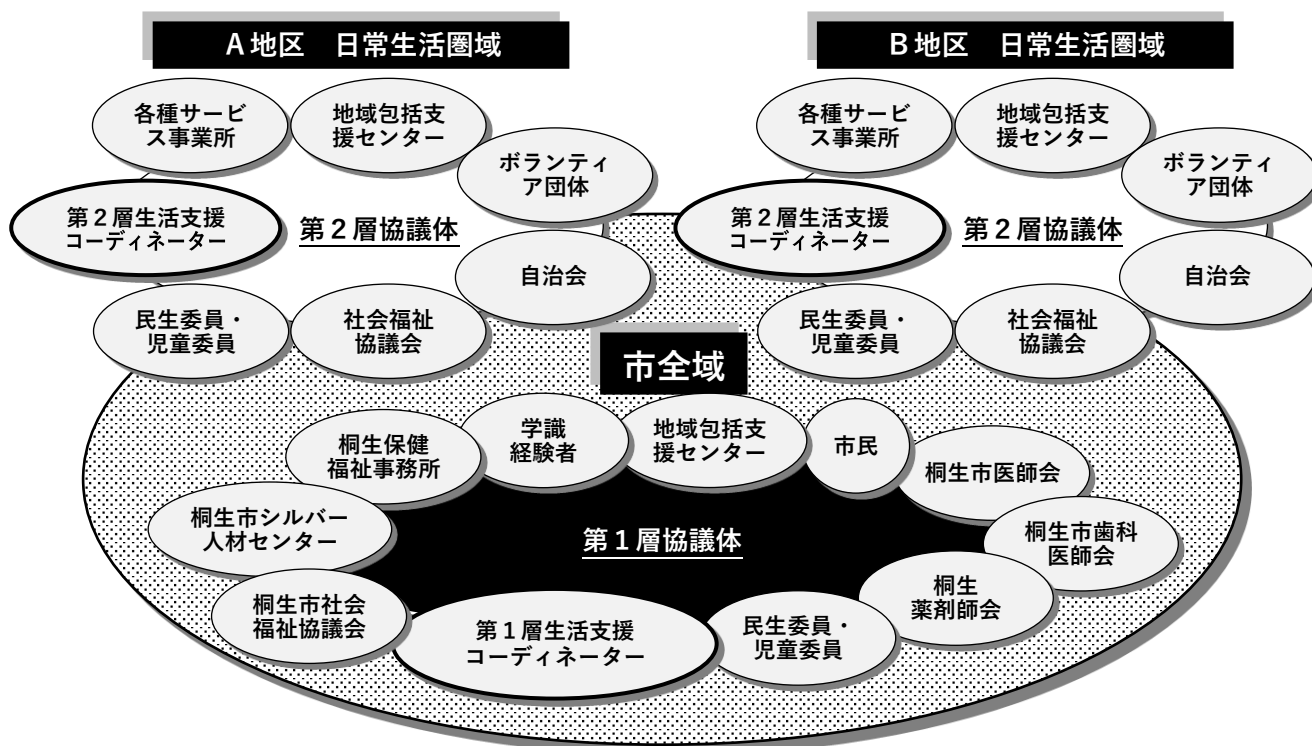 A地区　日常生活圏域
各種サービ
ス事業所
地域包括支
援センター
ボランティ
ア団体
第２層生活支援
コーディネーター
第２層協議体
自治会
民生委員・
児童委員
社会福祉
協議会
B地区　日常生活圏域
各種サービ
ス事業所
地域包括支
援センター
ボランティ
ア団体
第２層生活支援
コーディネーター
第２層協議体
自治会
民生委員・
児童委員
社会福祉
協議会
市全域
桐生保健
福祉事務所
学識
経験者
地域包括支
援センター
市民
桐生市医師会
桐生市シルバー
人材センター
第１層協議体
桐生市歯科
医師会
桐生市社会
福祉協議会
第１層生活支援
コーディネーター
民生委員・
児童委員
桐生
薬剤師会